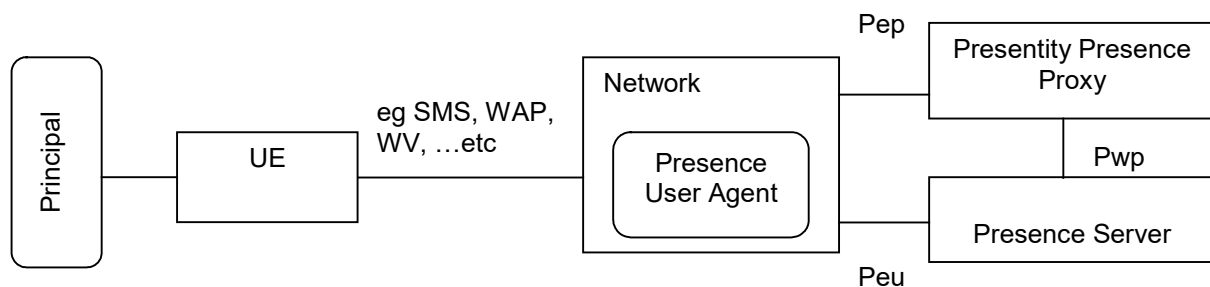 Principal
UE
eg SMS, WAP,
WV, …etc
Network
Presence
User Agent
Pep
Presentity Presence
Proxy
Pwp
Presence Server
Peu